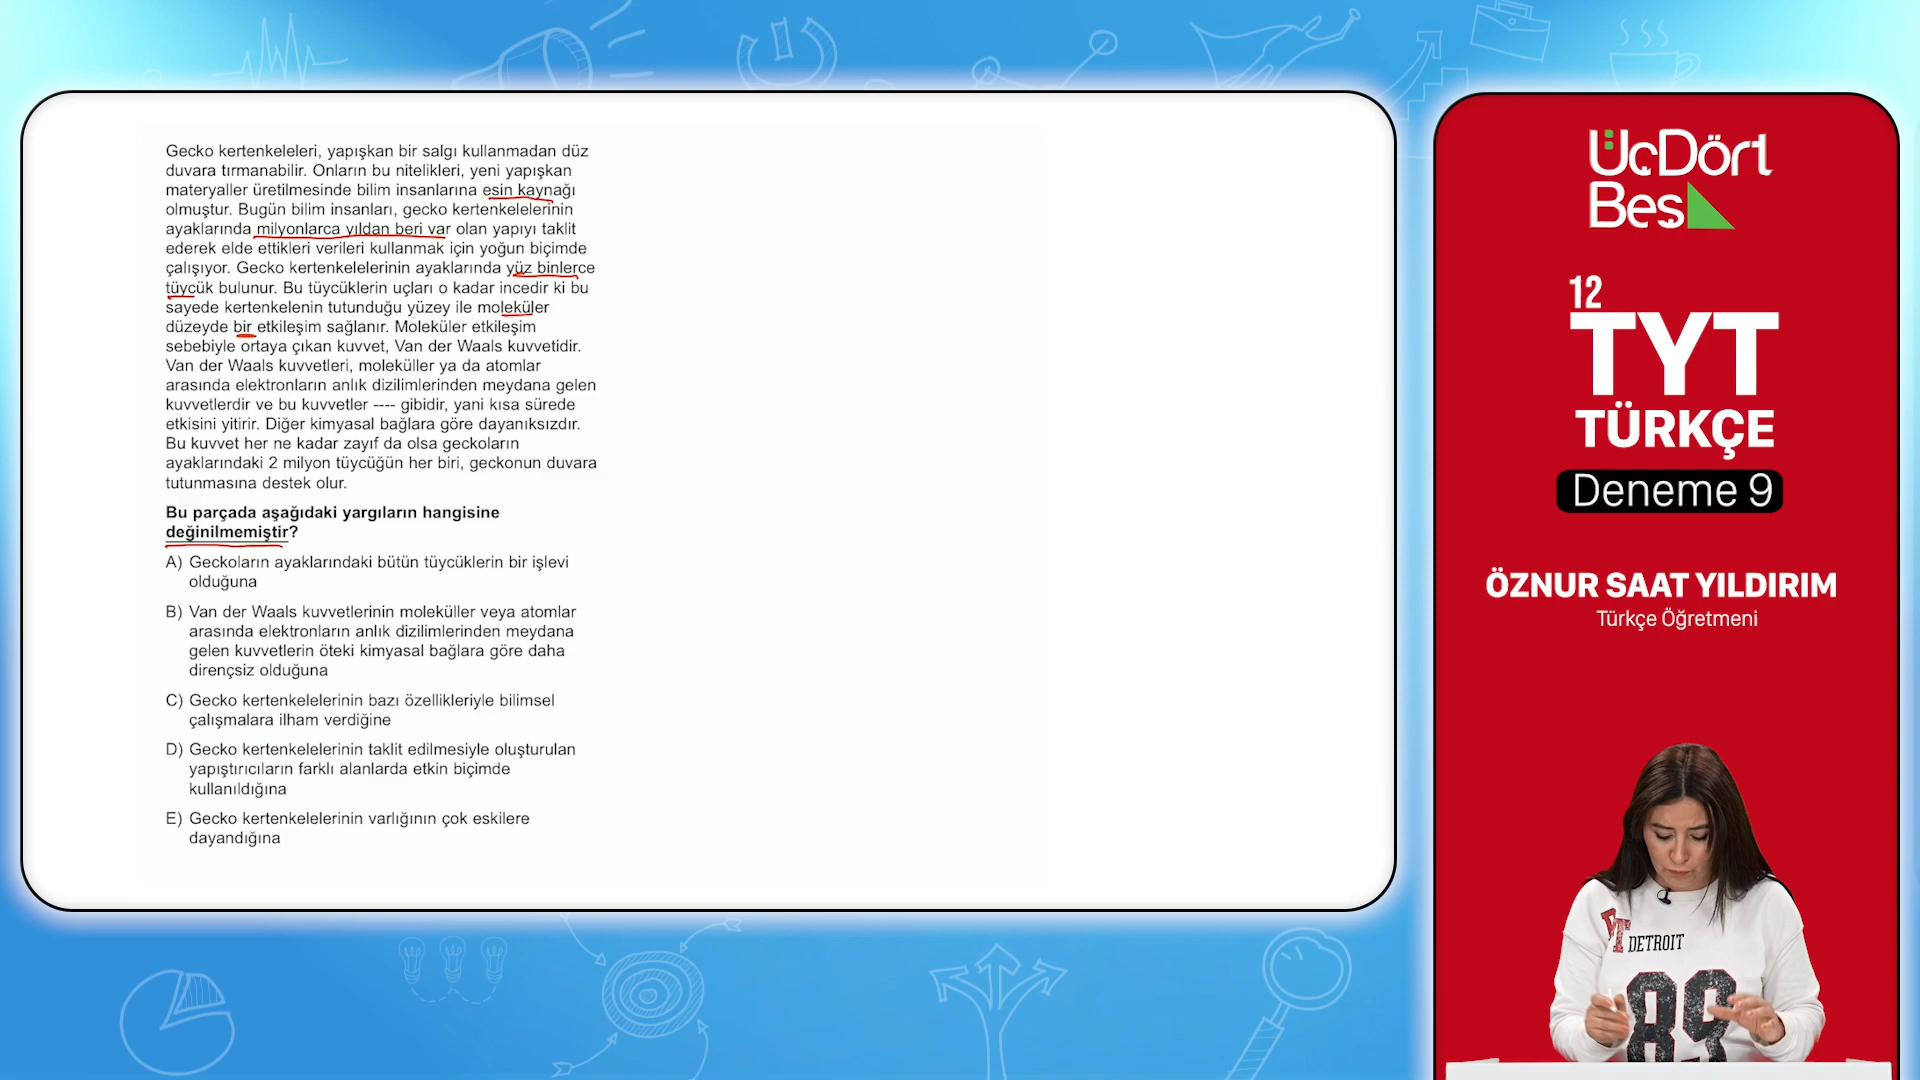 Gecko kertenkeleleri, yapışkan bir salgı kullanmadan düz
duvara tırmanabilir. Onların bu nitelikleri, yeni yapışkan
materyaller üretilmesinde bilim insanlarına esin kaynağı
olmuştur. Bugün bilim insanları, gecko kertenkelelerinin
ayaklarında milyonlarca yıldan beri var olan yapıyı taklit
ederek elde ettikleri verileri kullanmak için yoğun biçimde
çalışıyor. Gecko kertenkelelerinin ayaklarında yüz binlerce
tüycük bulunur. Bu tüycüklerin uçları o kadar incedir ki bu
sayede kertenkelenin tutunduğu yüzey ile moleküler
düzeyde bir etkileşim sağlanır. Moleküler etkileşim
sebebiyle ortaya çıkan kuvvet, Van der Waals kuvvetidir.
Van der Waals kuvvetleri, moleküller ya da atomlar
arasında elektronların anlık dizilimlerinden meydana gelen
kuvvetlerdir ve bu kuvvetler ---- gibidir, yani kısa sürede
etkisini yitirir. Diğer kimyasal bağlara göre dayanıksızdır.
Bu kuvvet her ne kadar zayıf da olsa geckoların
ayaklarındaki 2 milyon tüycüğün her biri, geckonun duvara
tutunmasına destek olur.
Bu parçada aşağıdaki yargıların hangisine
değinilmemiştir?
A) Geckoların ayaklarındaki bütün tüycüklerin bir işlevi
olduğuna
B) Van der Waals kuvvetlerinin moleküller veya atomlar
arasında elektronların anlık dizilimlerinden meydana
gelen kuvvetlerin öteki kimyasal bağlara göre daha
dirençsiz olduğuna
C) Gecko kertenkelelerinin bazı özellikleriyle bilimsel
çalışmalara ilham verdiğine
D) Gecko kertenkelelerinin taklit edilmesiyle oluşturulan
yapıştırıcıların farklı alanlarda etkin biçimde
kullanıldığına
E) Gecko kertenkelelerinin varlığının çok eskilere
dayandığına
ÜçDört
Beş
12
TYT
TÜRKÇE
Deneme 9
ÖZNUR SAAT YILDIRIM
Türkçe Öğretmeni
DETROIT
89